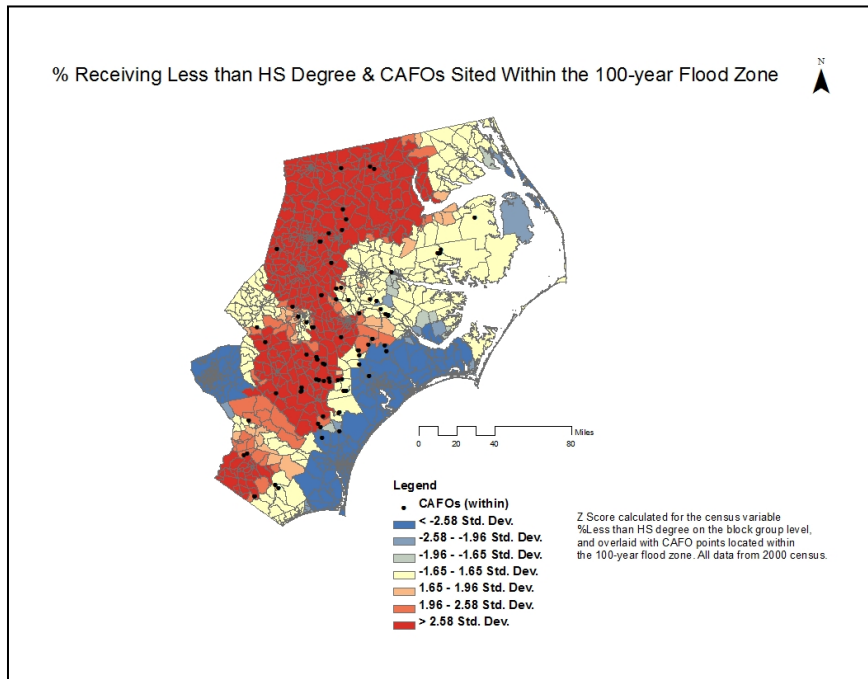 % Receiving Less than HS Degree & CAFOs Sited Within the 100-year Flood Zone
N
Miles
0 10 20 40 80
Legend
CAFOs (within)
< -2.58 Std. Dev.
-2.58 - -1.96 Std. Dev.
-1.96 - -1.65 Std. Dev.
-1.65 - 1.65 Std. Dev.
1.65 - 1.96 Std. Dev.
1.96 - 2.58 Std. Dev.
> 2.58 Std. Dev.
Z Score calculated for the census variable
%Less than HS degree on the block group level,
and overlaid with CAFO points located within
the 100-year flood zone. All data from 2000 census.